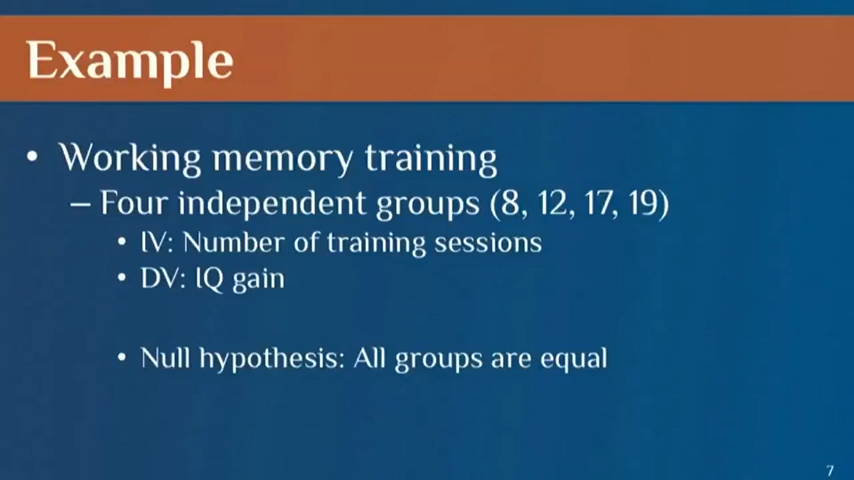 Example
• Working memory training
– Four independent groups (8, 12, 17, 19)
• IV: Number of training sessions
• DV: IQ gain
• Null hypothesis: All groups are equal
7